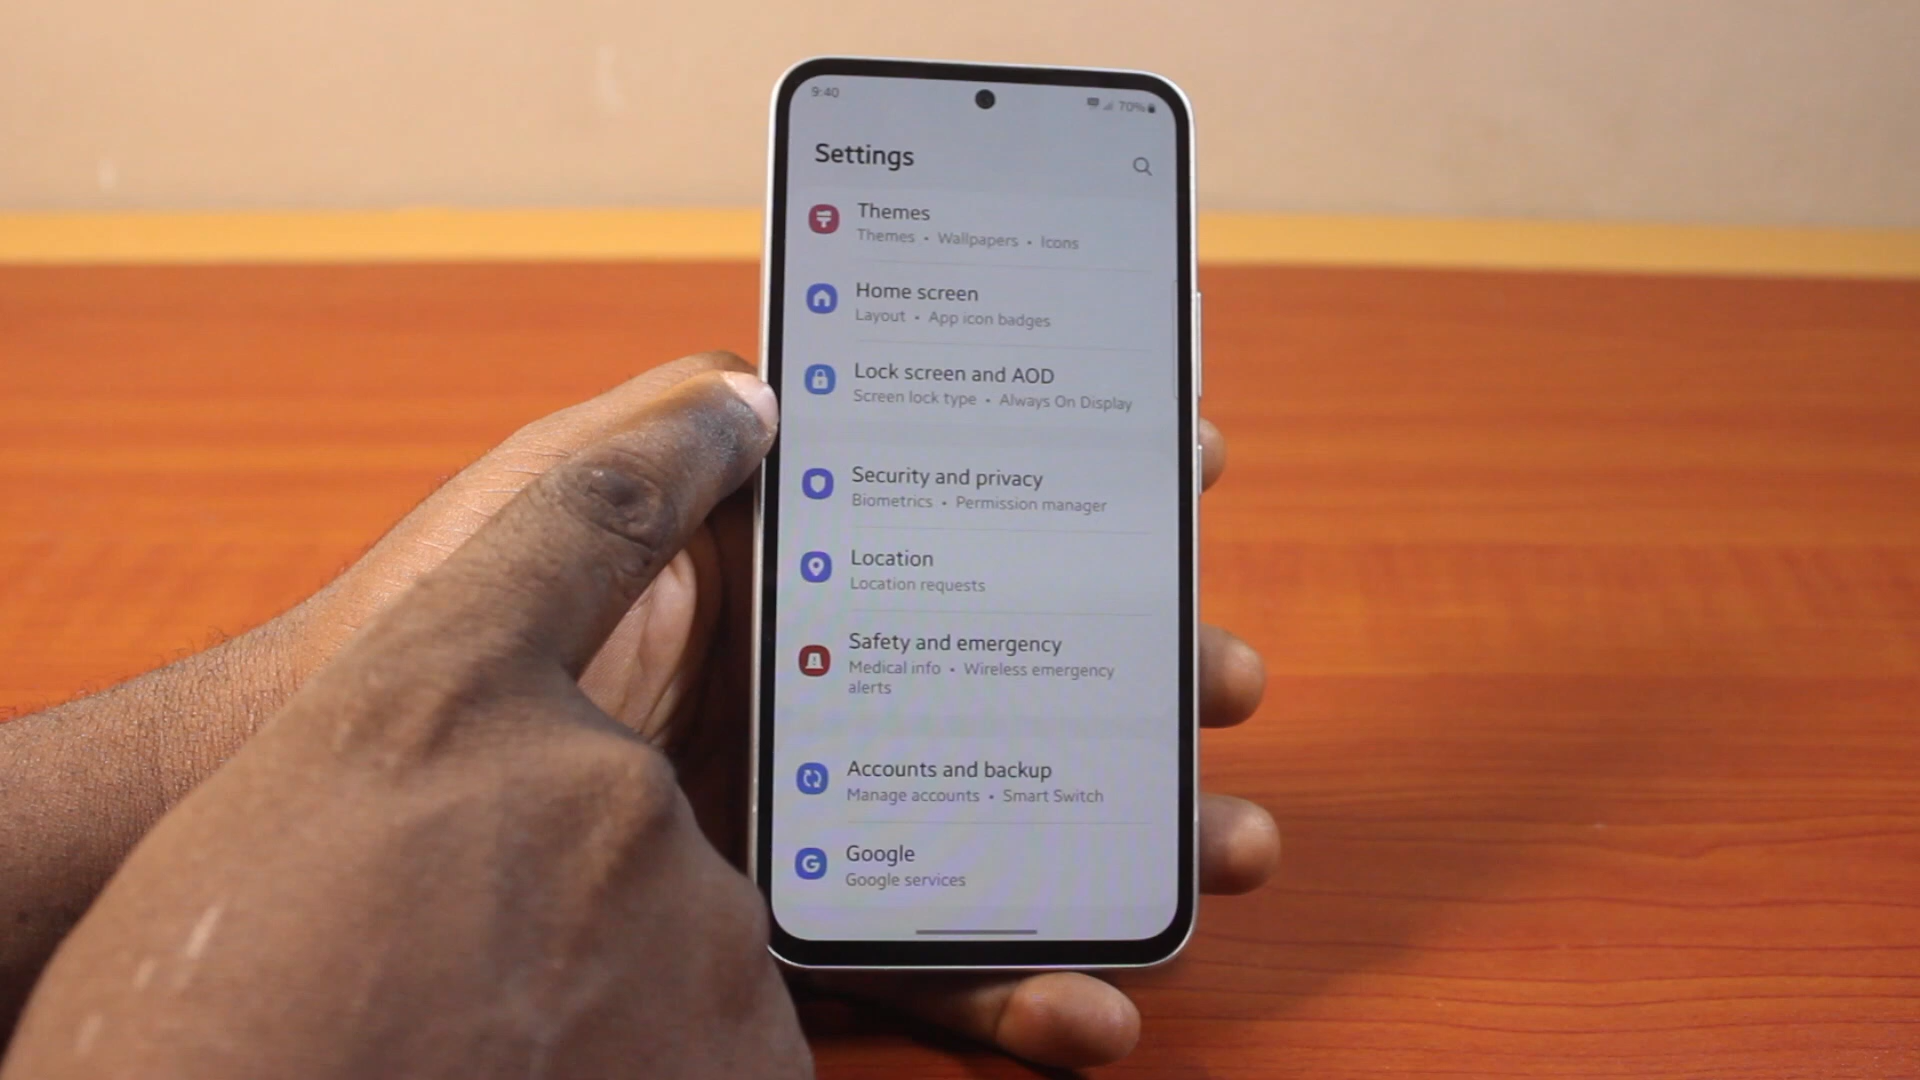 9:40
70%
Settings
Themes
Themes • Wallpapers • Icons
Home screen
Layout • App icon badges
Lock screen and AOD
Screen lock type • Always On Display
Security and privacy
Biometrics • Permission manager
Location
Location requests
Safety and emergency
Medical info • Wireless emergency
alerts
Accounts and backup
Manage accounts • Smart Switch
Google
Google services